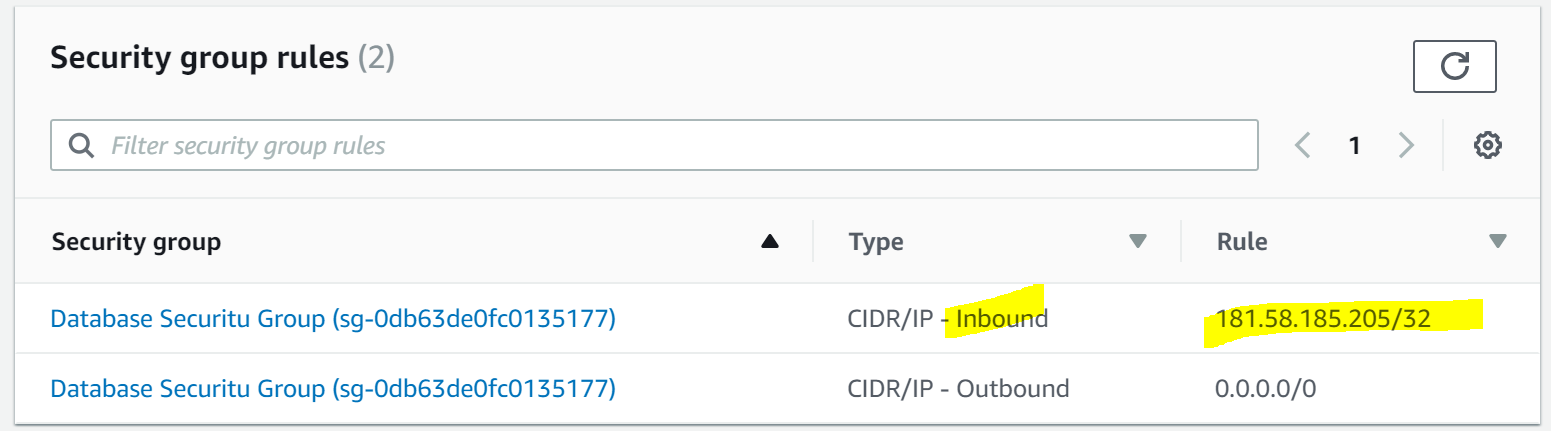 Security group rules (2)
Filter security group rules
1
Security group Type Rule
Database Securitu Group (sg-0db63de0fc0135177) CIDR/IP - Inbound 181.58.185.205/32
Database Securitu Group (sg-0db63de0fc0135177) CIDR/IP - Outbound 0.0.0.0/0